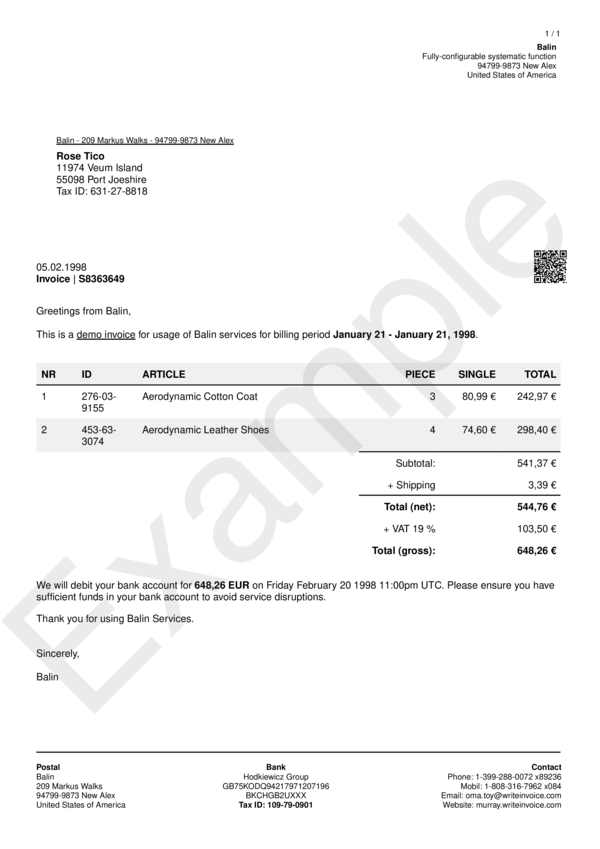 1 / 1
Balin
Fully-configurable systematic function
94799-9873 New Alex
United States of America
Balin - 209 Markus Walks - 94799-9873 New Alex
Rose Tico
11974 Veum Island
55098 Port Joeshire
Tax ID: 631-27-8818
05.02.1998
Invoice | S8363649
Greetings from Balin,
This is a demo invoice for usage of Balin services for billing period January 21 - January 21, 1998.
NR ID ARTICLE PIECE SINGLE TOTAL
1 276-03- Aerodynamic Cotton Coat 3 80,99 € 242,97 €
9155
2 453-63- Aerodynamic Leather Shoes 4 74,60 € 298,40 €
3074
Subtotal: 541,37 €
+ Shipping 3,39 €
Total (net): 544,76 €
+ VAT 19 % 103,50 €
Total (gross): 648,26 €
We will debit your bank account for 648,26 EUR on Friday February 20 1998 11:00pm UTC. Please ensure you have
sufficient funds in your bank account to avoid service disruptions.
Thank you for using Balin Services.
Sincerely,
Balin
Example
Postal
Balin
209 Markus Walks
94799-9873 New Alex
United States of America
Bank
Hodkiewicz Group
GB75KODQ94217971207196
BKCHGB2UXXX
Tax ID: 109-79-0901
Contact
Phone: 1-399-288-0072 x89236
Mobil: 1-808-316-7962 x084
Email: oma.toy@writeinvoice.com
Website: murray.writeinvoice.com